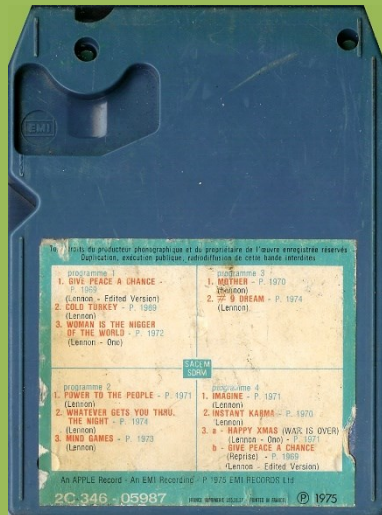 EMI
Tous droits du producteur phonographique et du propriétaire de l'œuvre enregistrée réservés
Duplication, exécution publique, radiodiffusion de cette bande interdites
programme 1
1. GIVE PEACE A CHANCE -
P. 1969
(Lennon - Edited Version)
2. COLD TURKEY - P. 1969
(Lennon)
3. WOMAN IS THE NIGGER
OF THE WORLD - P. 1972
(Lennon - Ono)
programme 3
1. MOTHER - P. 1970
(Lennon)
2. ≠ 9 DREAM - P. 1974
(Lennon)
SACEM
SDRM
programme 2
1. POWER TO THE PEOPLE - P. 1971
(Lennon)
2. WHATEVER GETS YOU THRU.
THE NIGHT - P. 1974
(Lennon)
3. MIND GAMES - P. 1973
(Lennon)
programme 4
1. IMAGINE - P. 1971
(Lennon)
2. INSTANT KARMA - P. 1970
(Lennon)
3. a - HAPPY XMAS (WAR IS OVER)
(Lennon - Ono) - P. 1971
b - GIVE PEACE A CHANCE
(Reprise) - P. 1969
(Lennon - Edited Version)
An APPLE Record - An EMI Recording - P 1975 EMI RECORDS Ltd
2C 346 - 05987
PRINTED IN FRANCE
Ⓟ 1975